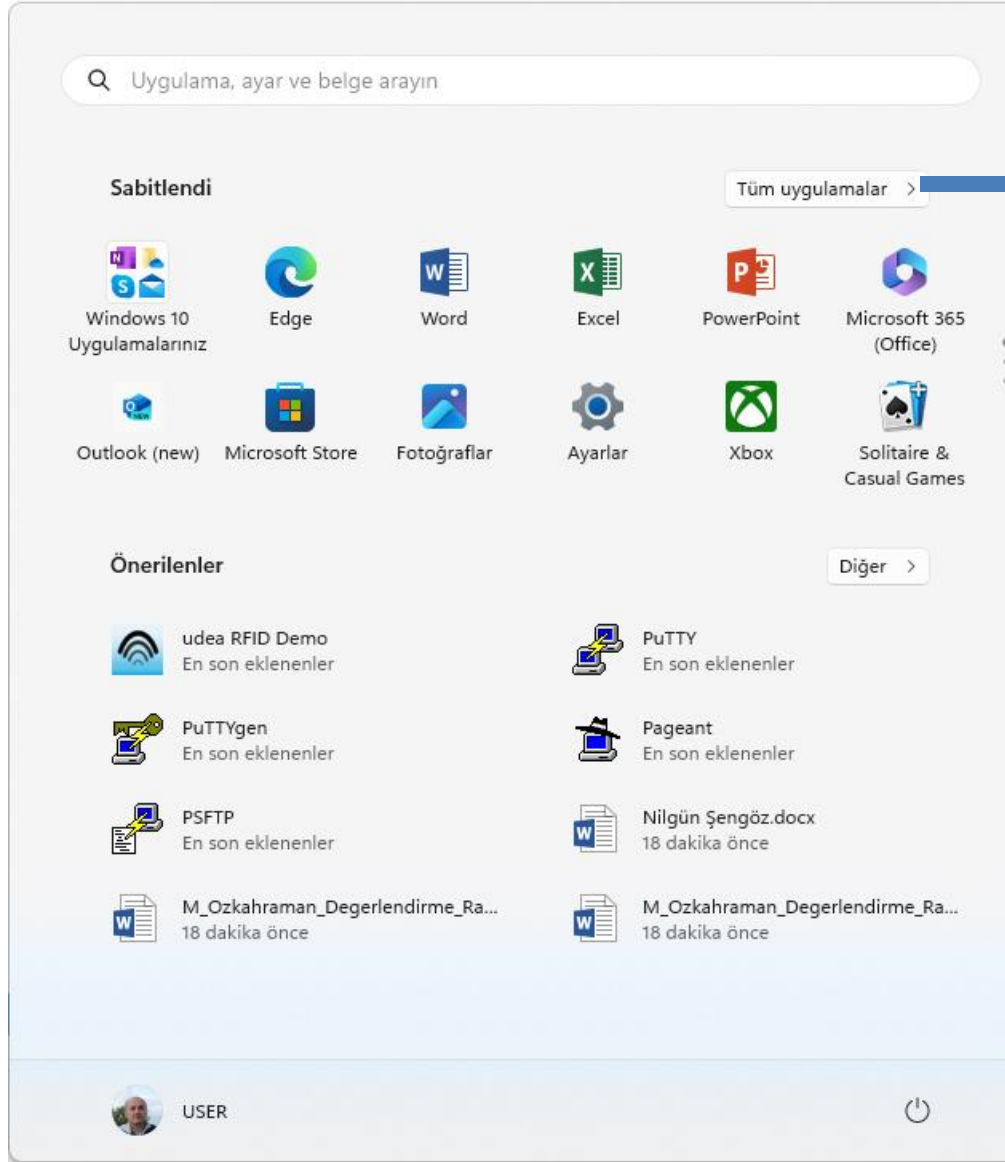 Uygulama, ayar ve belge arayın
Sabitlendi
Tüm uygulamalar >
Windows 10
Uygulamalarınız
Edge
Word
Excel
PowerPoint
Microsoft 365
(Office)
Outlook (new)
Microsoft Store
Fotoğraflar
Ayarlar
Xbox
Solitaire &
Casual Games
Önerilenler
Diğer >
udea RFID Demo
En son eklenenler
PuTTY
En son eklenenler
PuTTYgen
En son eklenenler
Pageant
En son eklenenler
PSFTP
En son eklenenler
Nilgün Şengöz.docx
18 dakika önce
M_Ozkahraman_Degerlendirme_Ra...
18 dakika önce
M_Ozkahraman_Degerlendirme_Ra...
18 dakika önce
USER